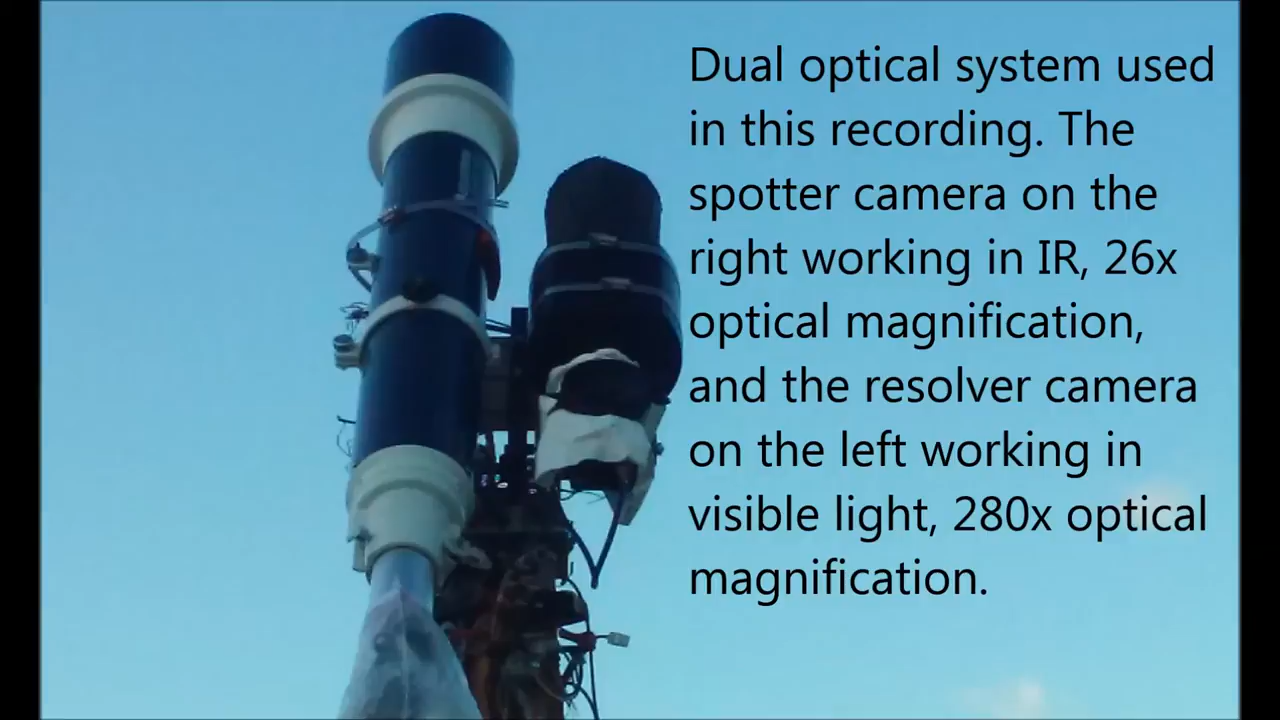 Dual optical system used
in this recording. The
spotter camera on the
right working in IR, 26x
optical magnification,
and the resolver camera
on the left working in
visible light, 280x optical
magnification.